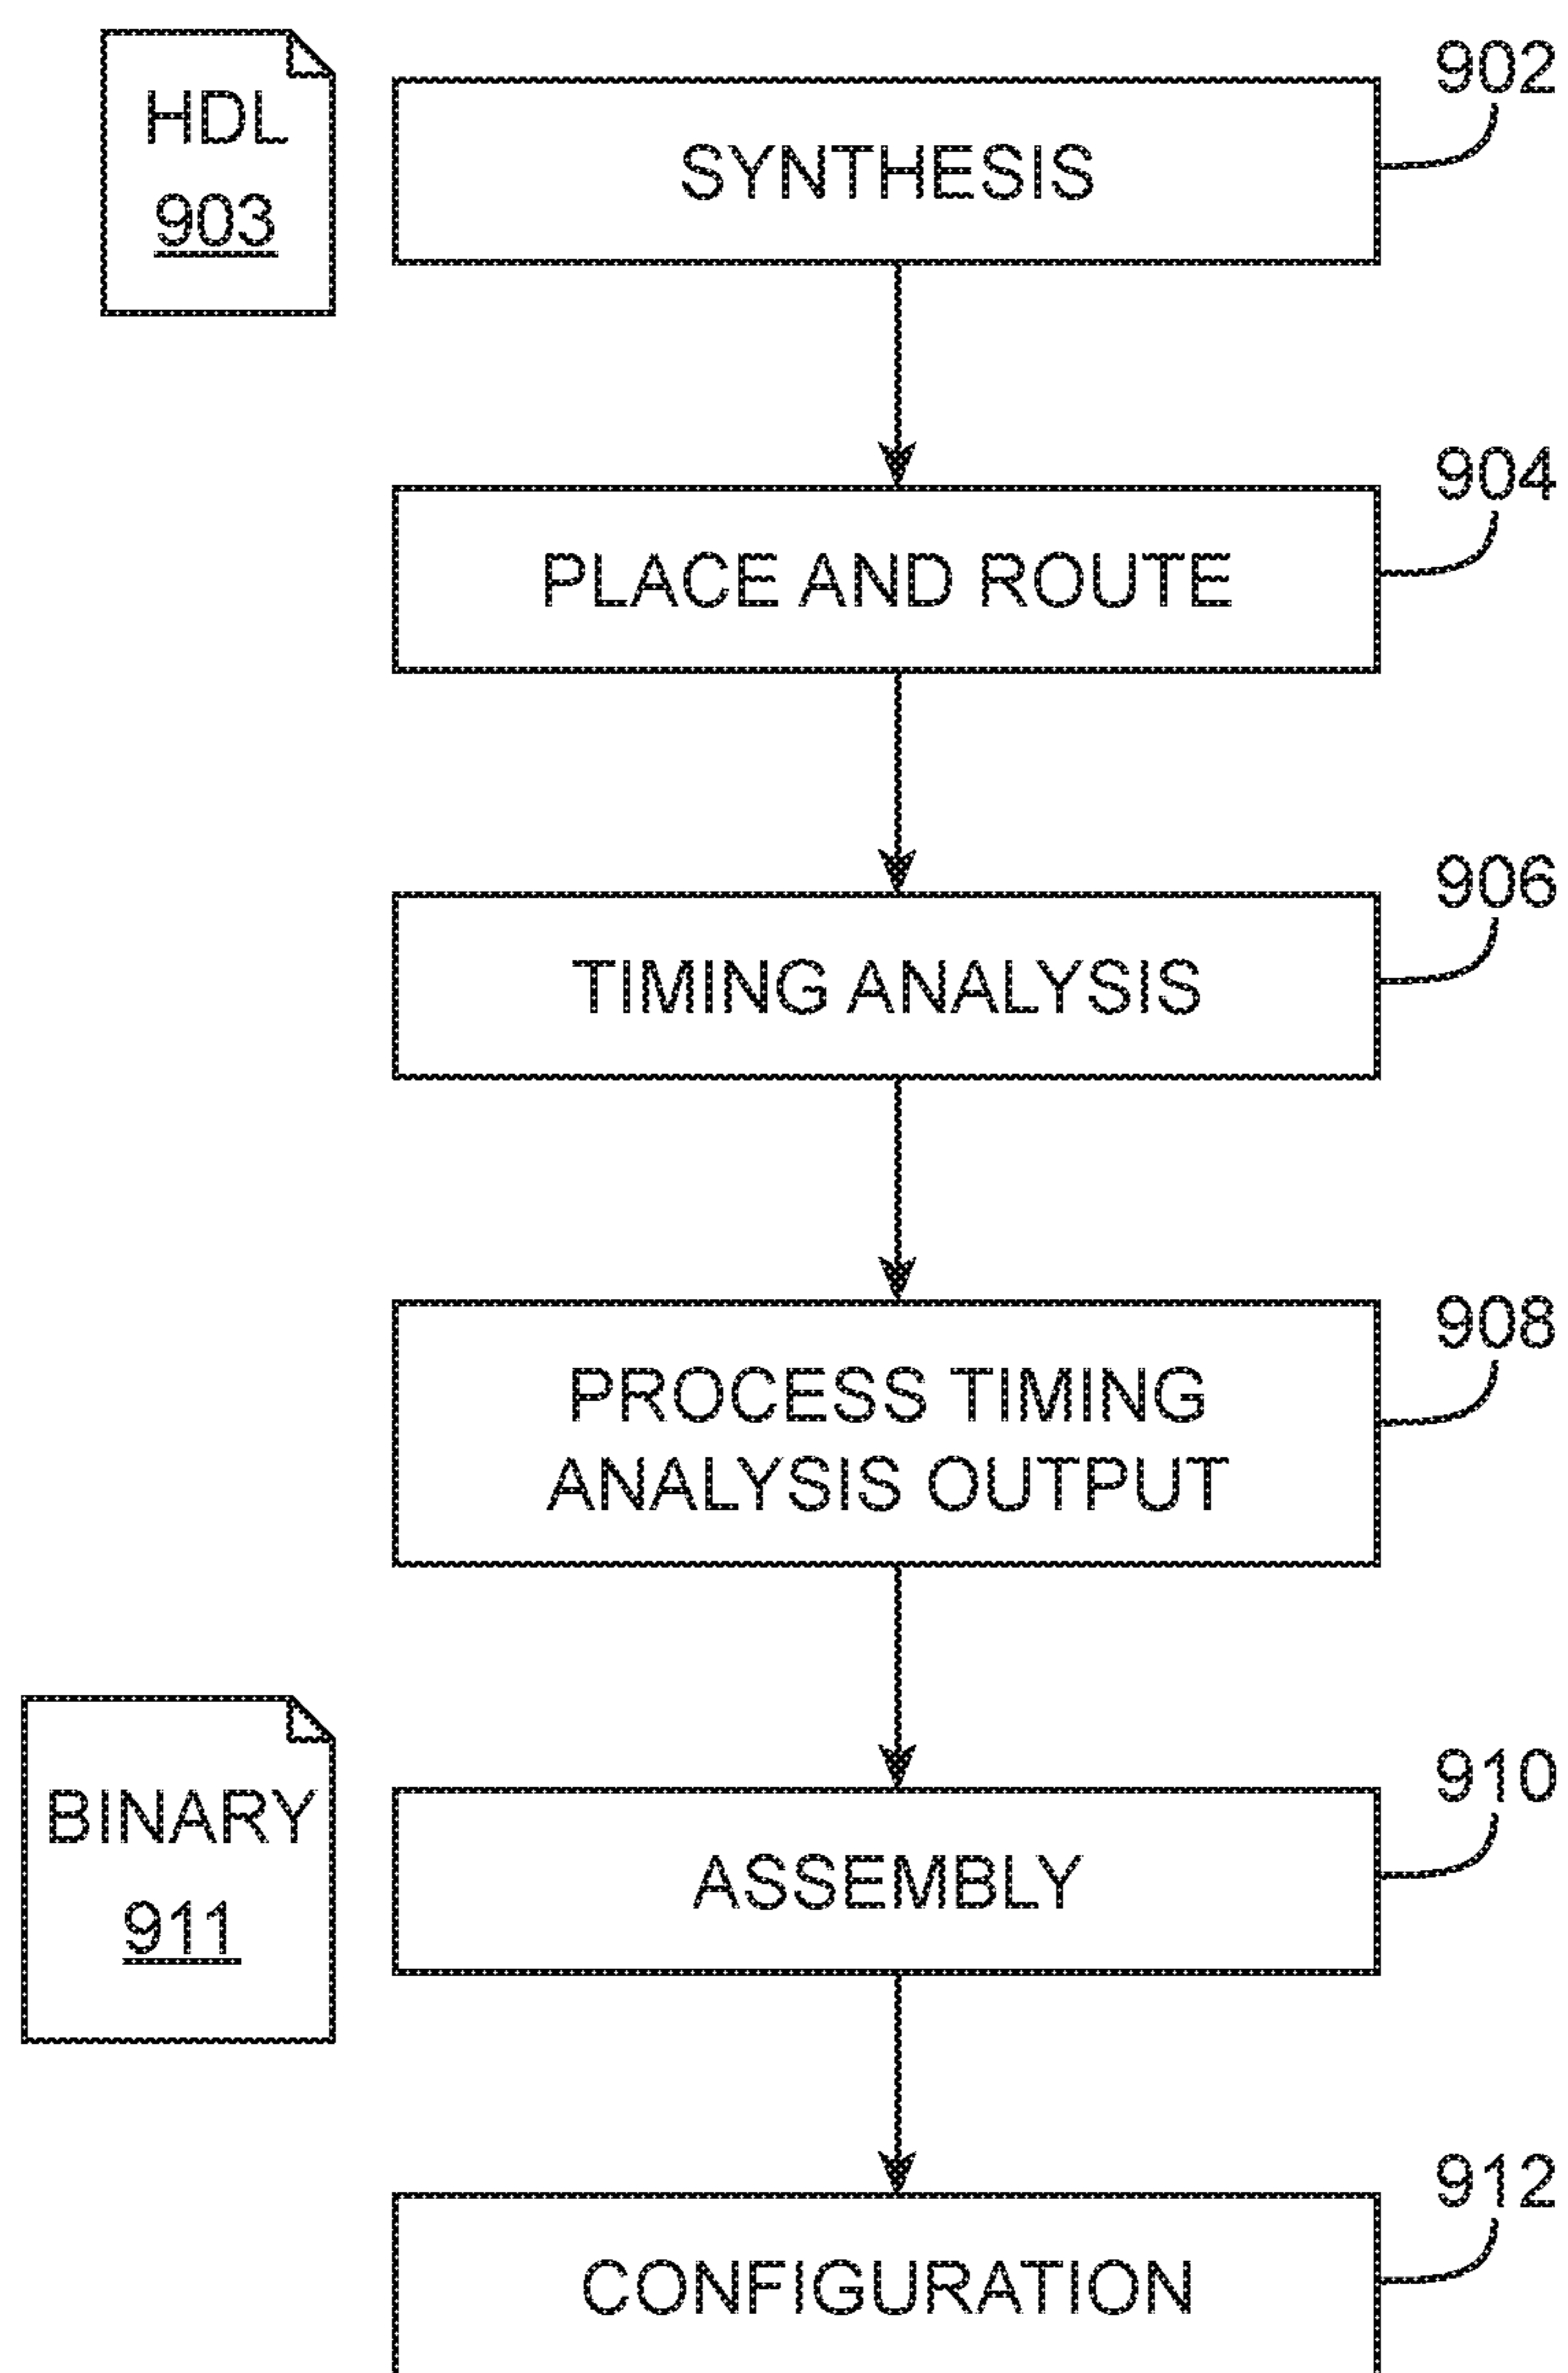 HDL
903
902
SYNTHESIS
904
PLACE AND ROUTE
906
TIMING ANALYSIS
908
PROCESS TIMING
ANALYSIS OUTPUT
BINARY
911
910
ASSEMBLY
912
CONFIGURATION